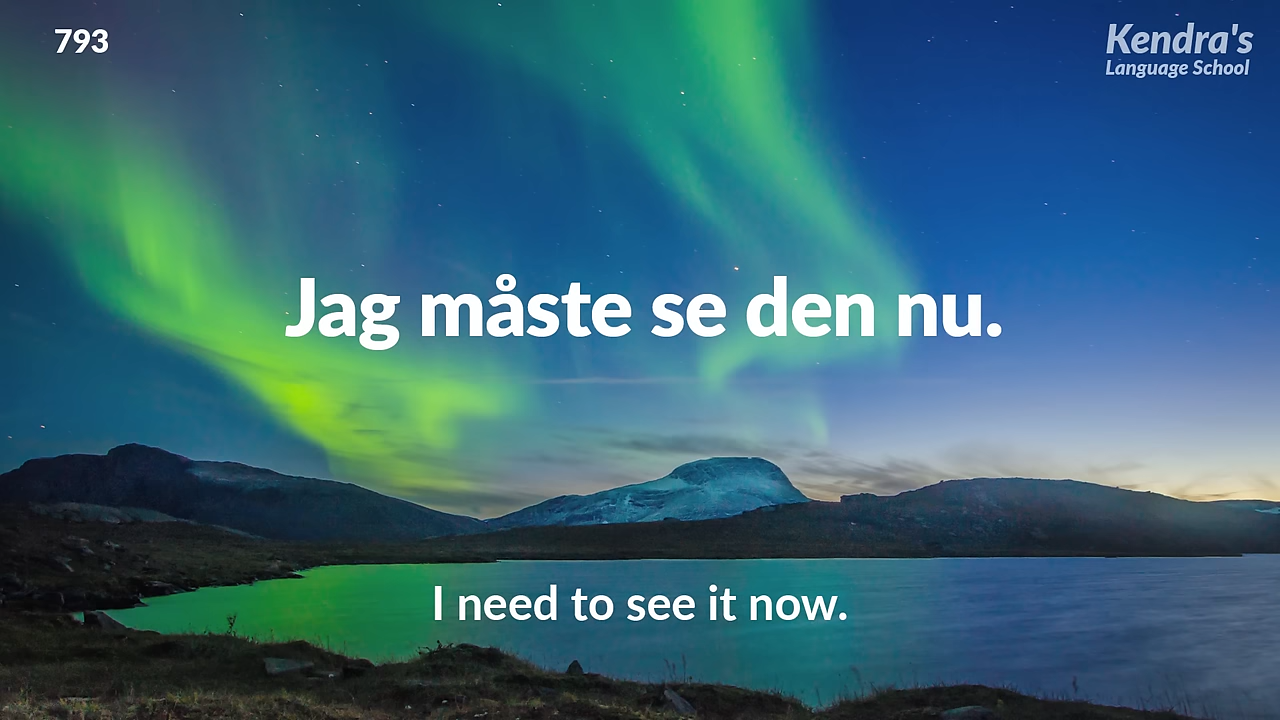 793
Kendra's
Language School
Jag måste se den nu.
I need to see it now.